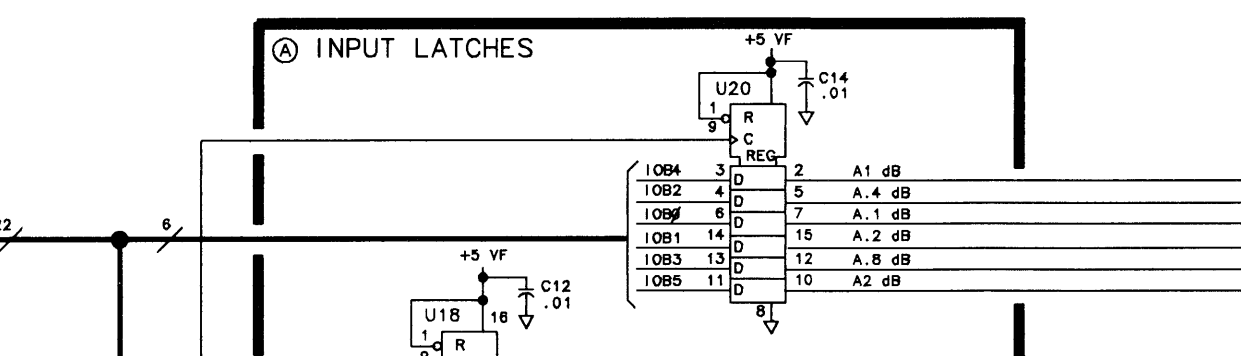 Ⓐ INPUT LATCHES
+5 VF
C14
.01
U20
1
R
9
C
REG
IOB4 3 D 2 A1 dB
IOB2 4 D 5 A.4 dB
IOB0 6 D 7 A.1 dB
IOB1 14 D 15 A.2 dB
IOB3 13 D 12 A.8 dB
IOB5 11 D 10 A2 dB
8
22
6
+5 VF
C12
.01
U18
16
1
R